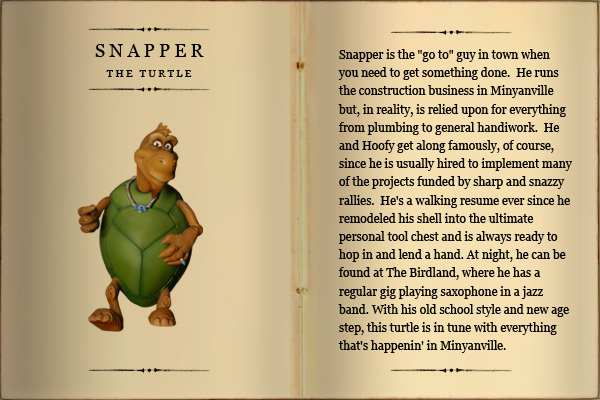 SNAPPER
THE TURTLE
Snapper is the "go to" guy in town when
you need to get something done.  He runs
the construction business in Minyanville
but, in reality, is relied upon for everything
from plumbing to general handiwork.  He
and Hoofy get along famously, of course,
since he is usually hired to implement many
of the projects funded by sharp and snazzy
rallies.  He's a walking resume ever since he
remodeled his shell into the ultimate
personal tool chest and is always ready to
hop in and lend a hand. At night, he can be
found at The Birdland, where he has a
regular gig playing saxophone in a jazz
band. With his old school style and new age
step, this turtle is in tune with everything
that's happenin' in Minyanville.